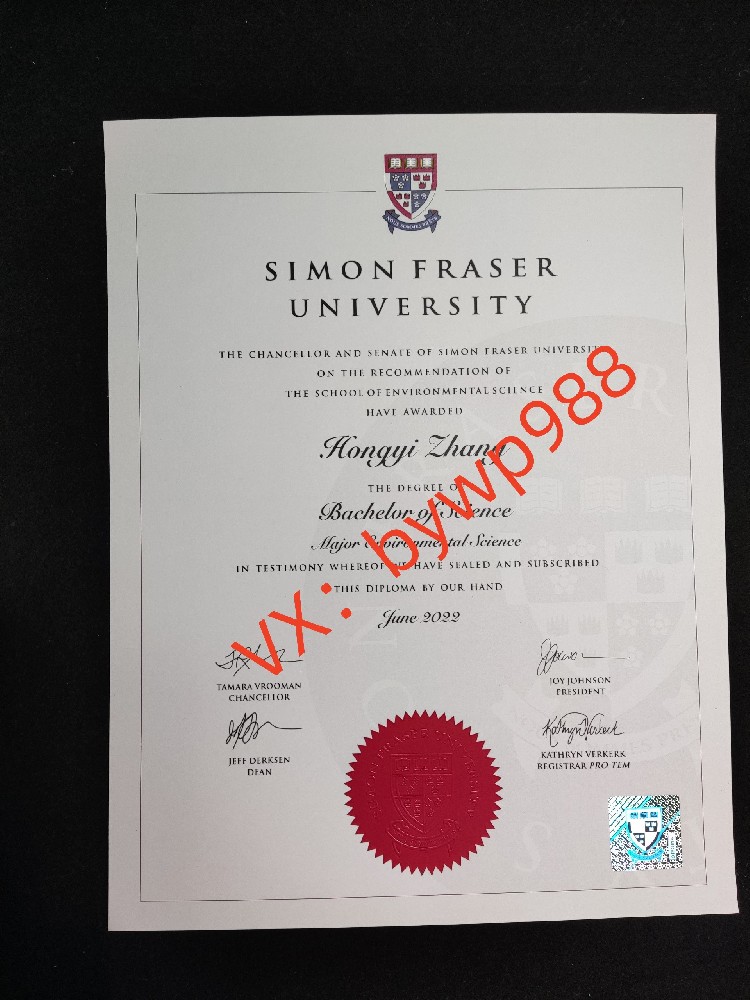 SIMON FRASER
UNIVERSITY
THE CHANCELLOR AND SENATE OF SIMON FRASER UNIVERSITY
ON THE RECOMMENDATION OF
THE SCHOOL OF ENVIRONMENTAL SCIENCE
HAVE AWARDED
Hongyi Zhang
THE DEGREE OF
Bachelor of Science
Major Environmental Science
IN TESTIMONY WHEREOF WE HAVE SEALED AND SUBSCRIBED
THIS DIPLOMA BY OUR HAND
June 2022
vx: bywp988
TAMARA VROOMAN
CHANCELLOR
JOY JOHNSON
PRESIDENT
JEFF DERKSEN
DEAN
Kathryn Verkerk
KATHRYN VERKERK
REGISTRAR PRO TEM